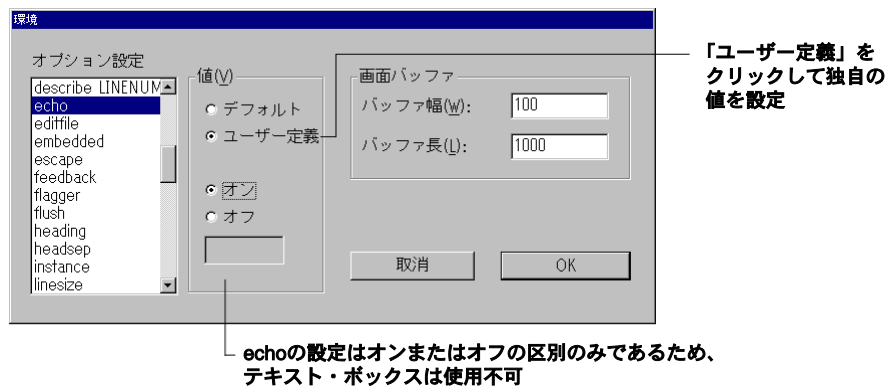 環境
オプション設定
describe LINENUM
echo
editfile
embedded
escape
feedback
flagger
flush
heading
headsep
instance
linesize
値(V)
デフォルト
ユーザー定義
オン
オフ
画面バッファ
バッファ幅(W): 100
バッファ長(L): 1000
取消
OK
「ユーザー定義」を
クリックして独自の
値を設定
echoの設定はオンまたはオフの区別のみであるため、
テキスト・ボックスは使用不可